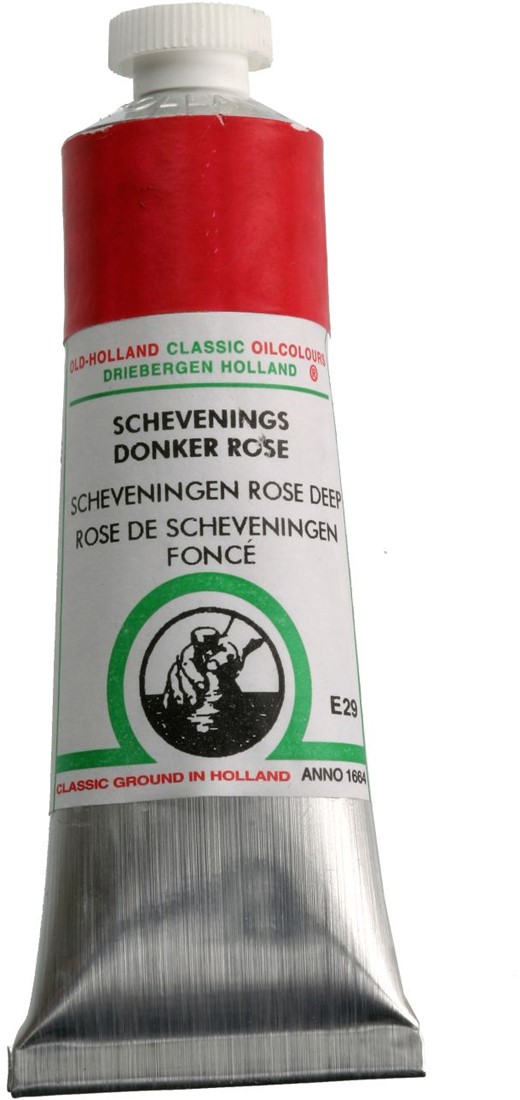 OLD-HOLLAND CLASSIC OILCOLOURS
DRIEBERGEN HOLLAND ®
SCHEVENINGS
DONKER ROSE
SCHEVENINGEN ROSE DEEP
ROSE DE SCHEVENINGEN
FONCÉ
E29
CLASSIC GROUND IN HOLLAND ANNO 1664